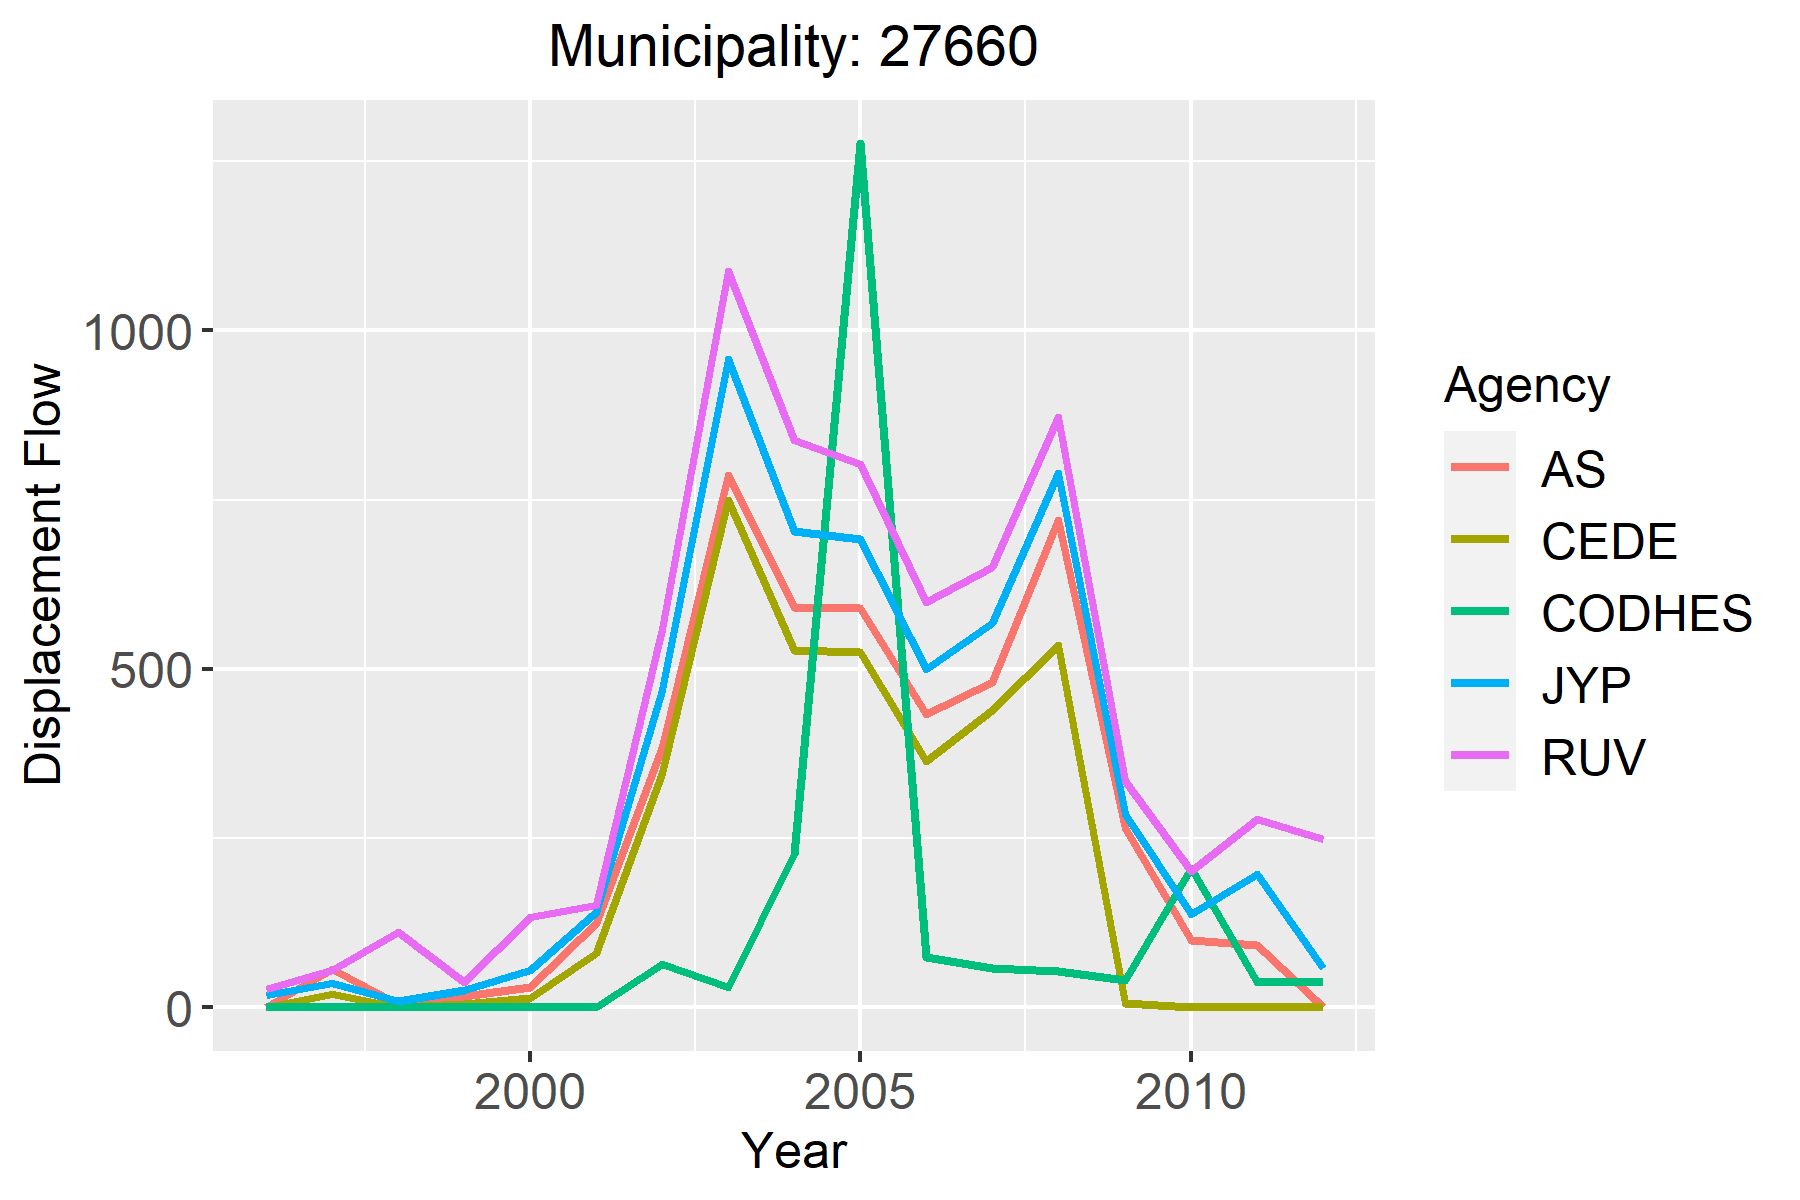 Municipality: 27660
Displacement Flow
1000
500
0
2000
2005
2010
Year
Agency
AS
CEDE
CODHES
JYP
RUV